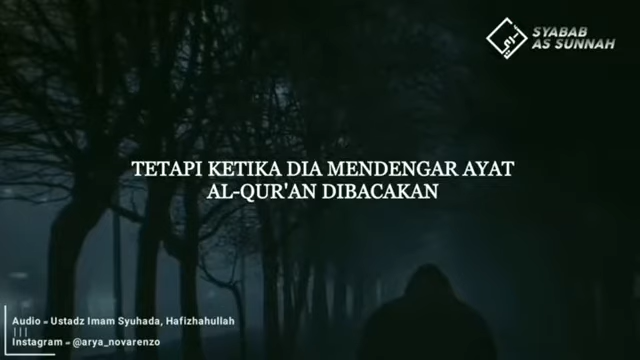 SYABAB
AS SUNNAH
TETAPI KETIKA DIA MENDENGAR AYAT
AL-QUR'AN DIBACAKAN
Audio = Ustadz Imam Syuhada, Hafizhahullah
| | |
Instagram = @arya_novarenzo